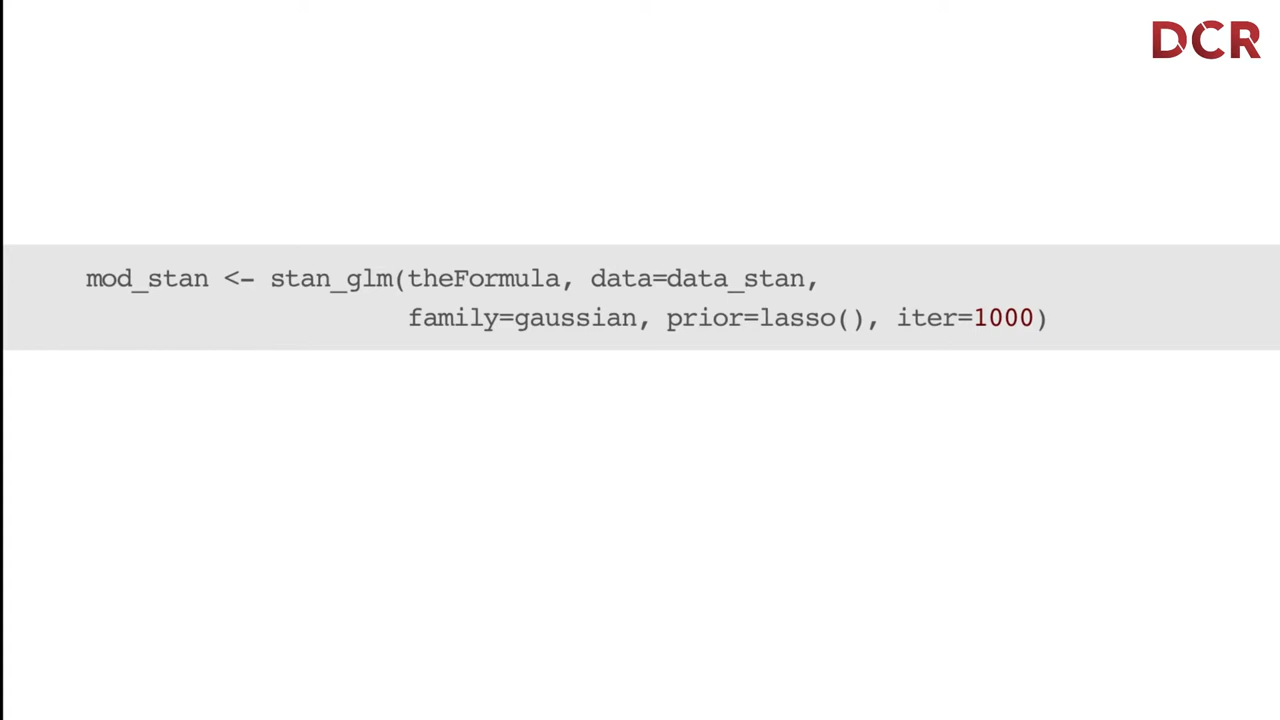 DCR
mod_stan <- stan_glm(theFormula, data=data_stan,
family=gaussian, prior=lasso(), iter=1000)